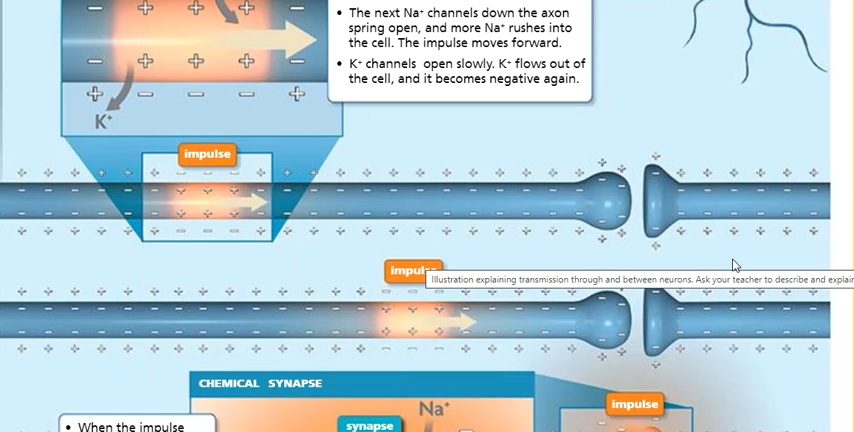 • The next Na⁺ channels down the axon
spring open, and more Na⁺ rushes into
the cell. The impulse moves forward.
• K⁺ channels open slowly. K⁺ flows out of
the cell, and it becomes negative again.
K⁺
impulse
Illustration explaining transmission through and between neurons. Ask your teacher to describe and explain
CHEMICAL SYNAPSE
impulse
Na⁺
synapse
• When the impulse